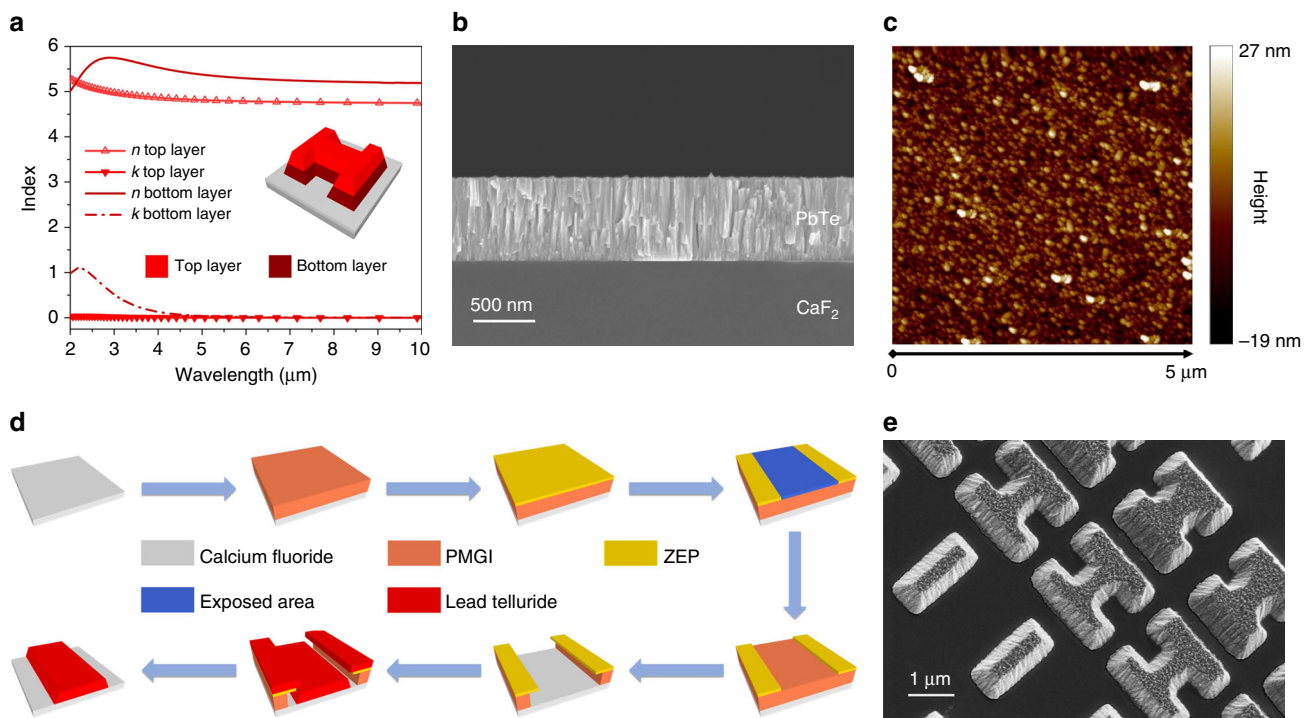 a
6
5
4
3
2
1
0
Index
n top layer
k top layer
n bottom layer
k bottom layer
Top layer
Bottom layer
2 3 4 5 6 7 8 9 10
Wavelength (μm)
b
PbTe
500 nm
CaF2
c
27 nm
Height
–19 nm
0
5 μm
d
Calcium fluoride
PMGI
ZEP
Exposed area
Lead telluride
e
1 μm